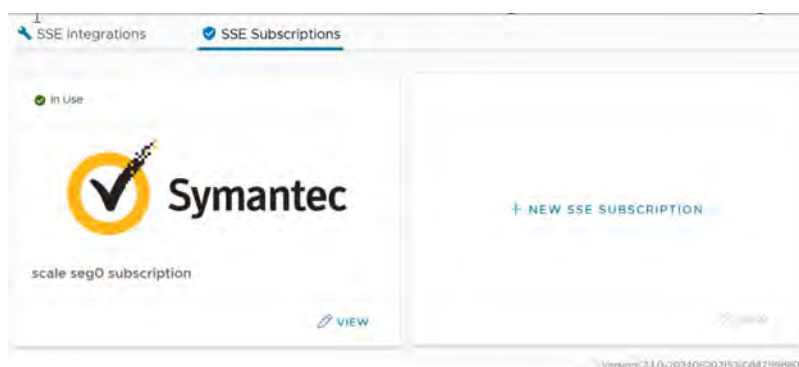 SSE Integrations
SSE Subscriptions
In Use
Symantec
+ NEW SSE SUBSCRIPTION
scale seg0 subscription
VIEW